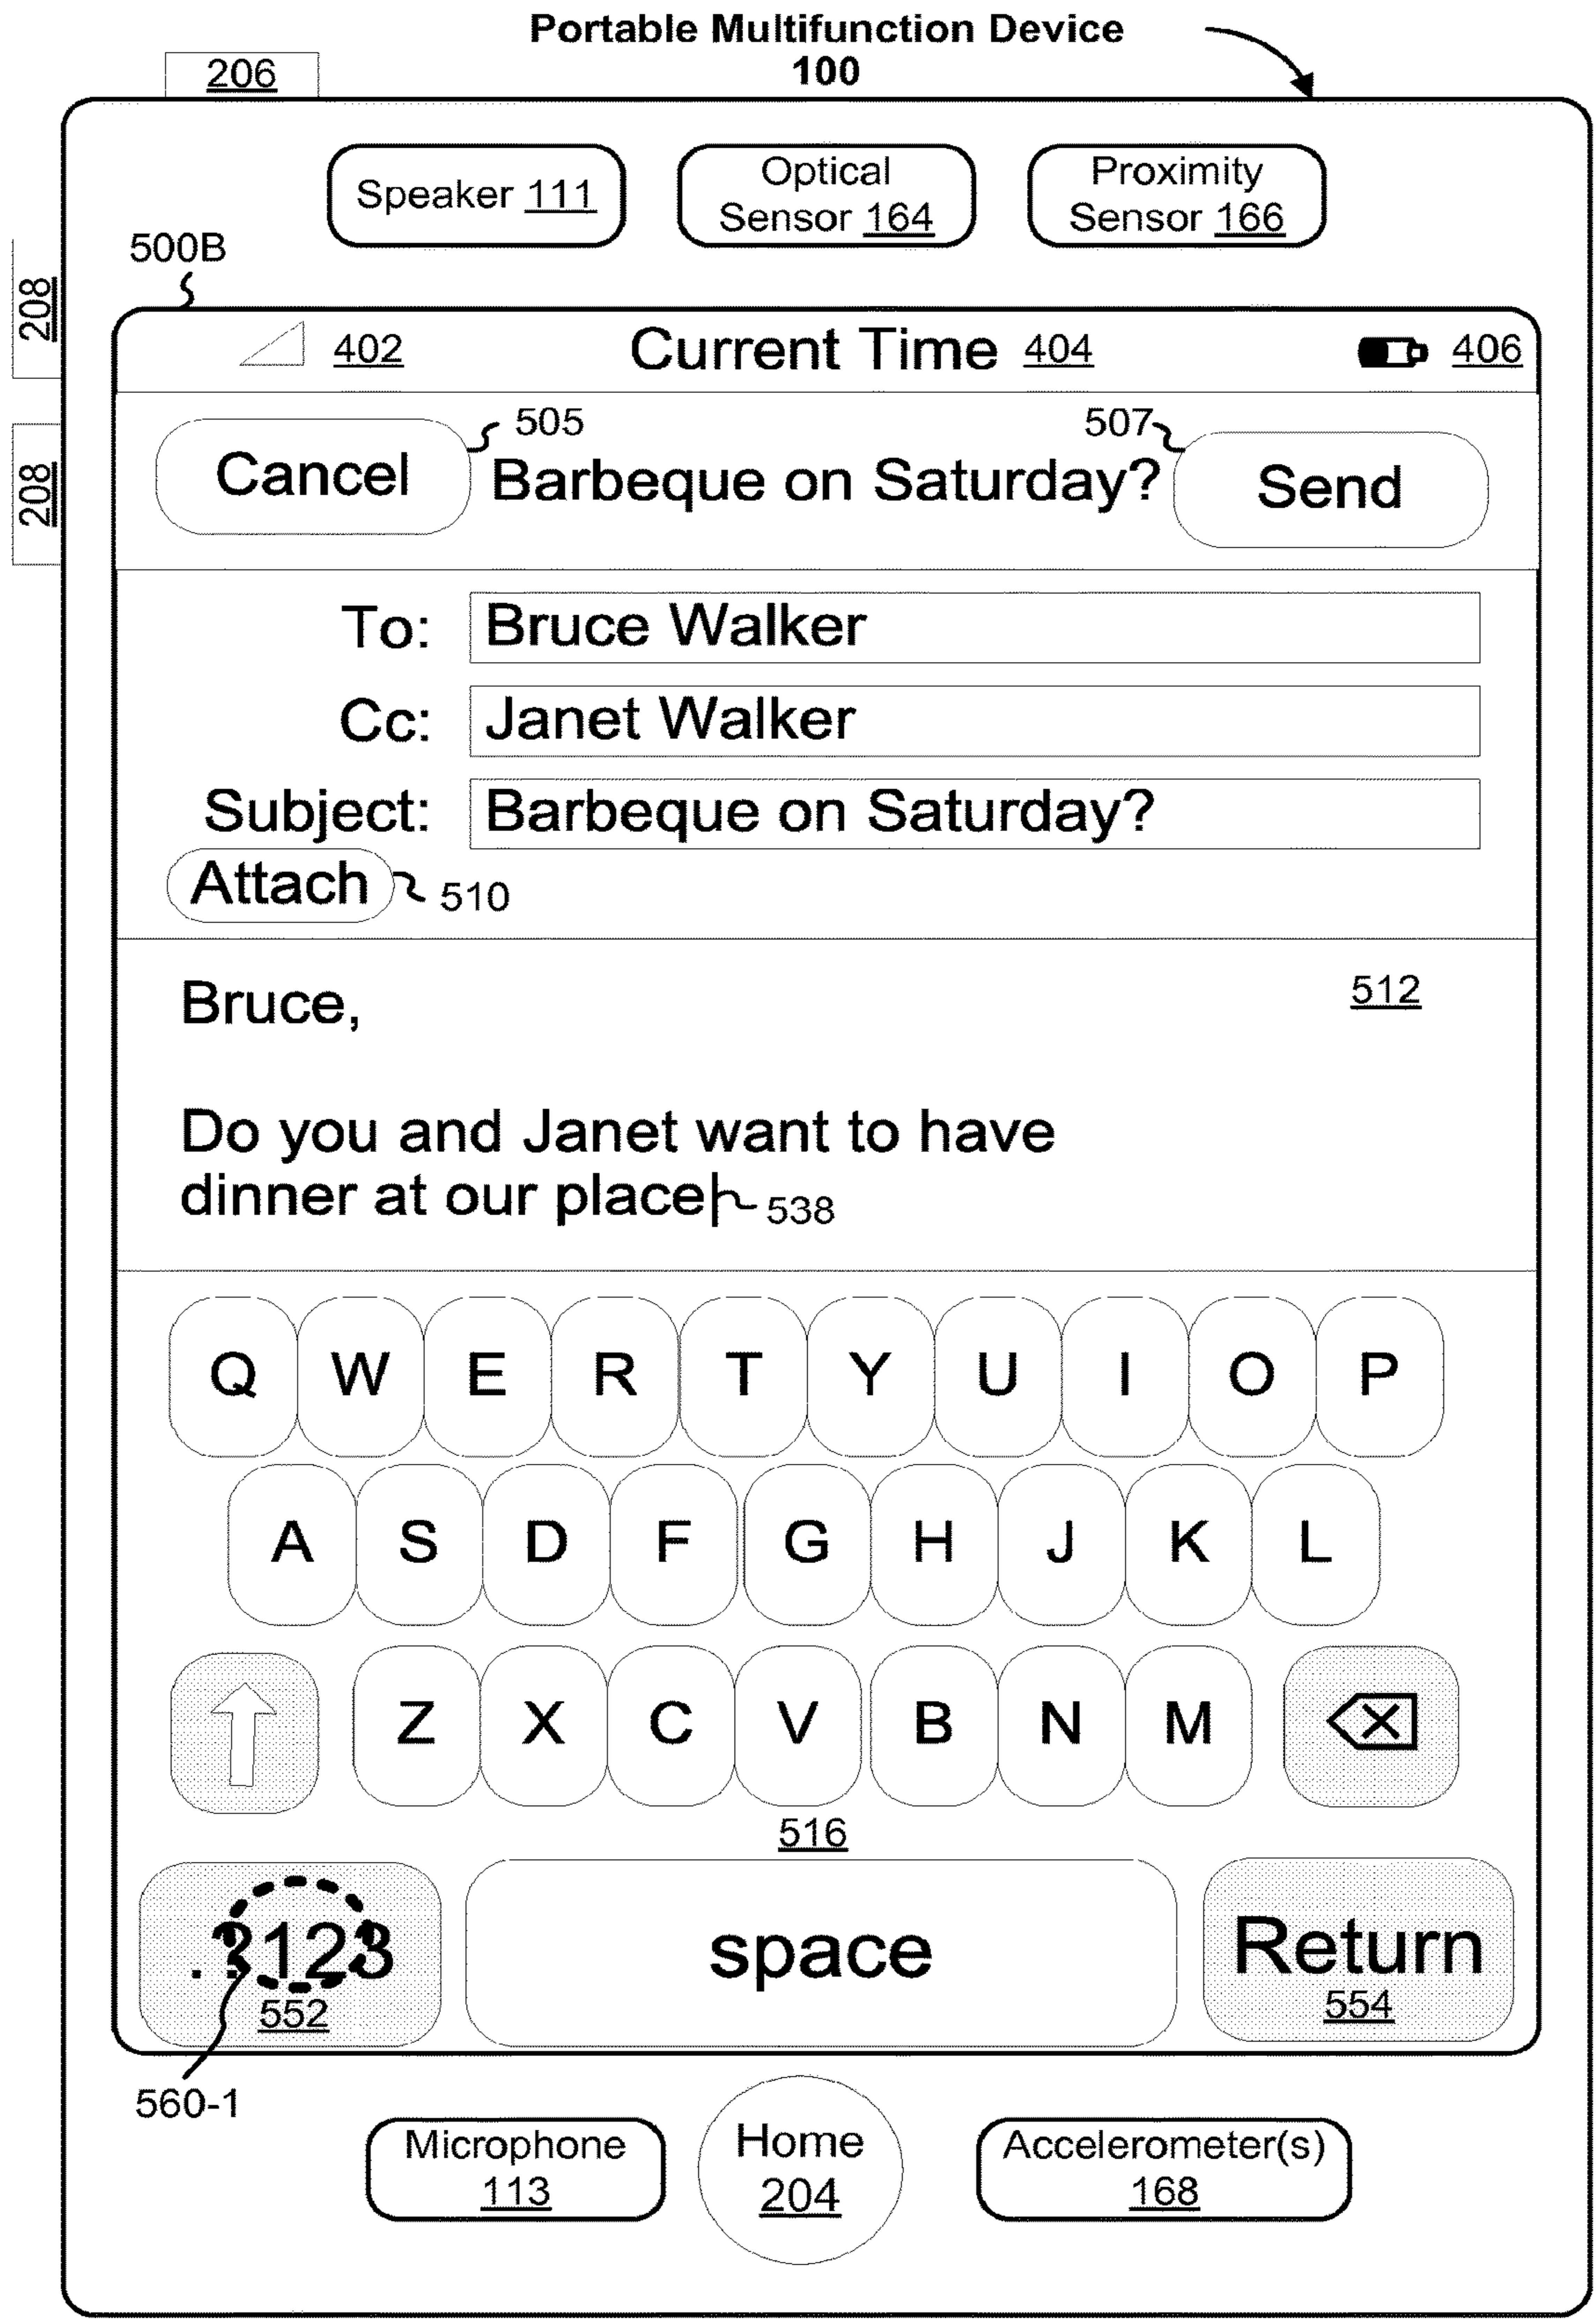 Portable Multifunction Device
100
206
Speaker 111
Optical
Sensor 164
Proximity
Sensor 166
500B
208
208
402
Current Time 404
406
505
507
Cancel
Barbeque on Saturday?
Send
To:
Bruce Walker
Cc:
Janet Walker
Subject:
Barbeque on Saturday?
Attach
510
Bruce,
512
Do you and Janet want to have
dinner at our place
538
Q W E R T Y U I O P
A S D F G H J K L
Z X C V B N M
516
.?123
552
space
Return
554
560-1
Microphone
113
Home
204
Accelerometer(s)
168